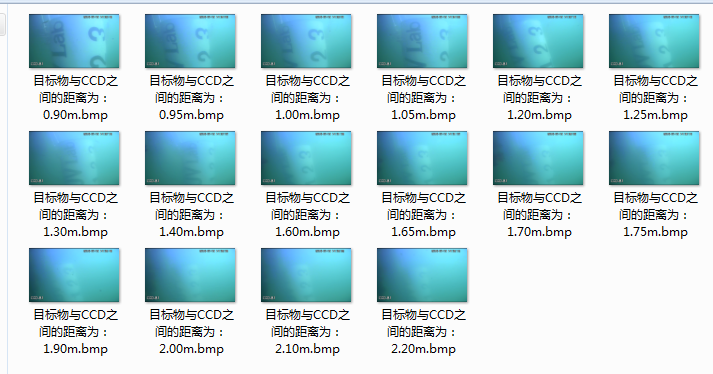 目标物与CCD之
间的距离为：
0.90m.bmp
目标物与CCD之
间的距离为：
0.95m.bmp
目标物与CCD之
间的距离为：
1.00m.bmp
目标物与CCD之
间的距离为：
1.05m.bmp
目标物与CCD之
间的距离为：
1.20m.bmp
目标物与CCD之
间的距离为：
1.25m.bmp
目标物与CCD之
间的距离为：
1.30m.bmp
目标物与CCD之
间的距离为：
1.40m.bmp
目标物与CCD之
间的距离为：
1.60m.bmp
目标物与CCD之
间的距离为：
1.65m.bmp
目标物与CCD之
间的距离为：
1.70m.bmp
目标物与CCD之
间的距离为：
1.75m.bmp
目标物与CCD之
间的距离为：
1.90m.bmp
目标物与CCD之
间的距离为：
2.00m.bmp
目标物与CCD之
间的距离为：
2.10m.bmp
目标物与CCD之
间的距离为：
2.20m.bmp